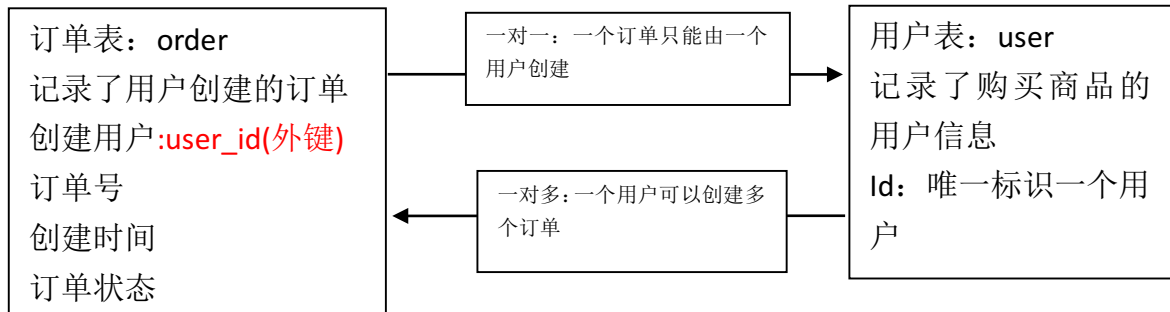 订单表：order
记录了用户创建的订单
创建用户:user_id(外键)
订单号
创建时间
订单状态
一对一：一个订单只能由一个
用户创建
一对多：一个用户可以创建多
个订单
用户表：user
记录了购买商品的
用户信息
Id：唯一标识一个用
户